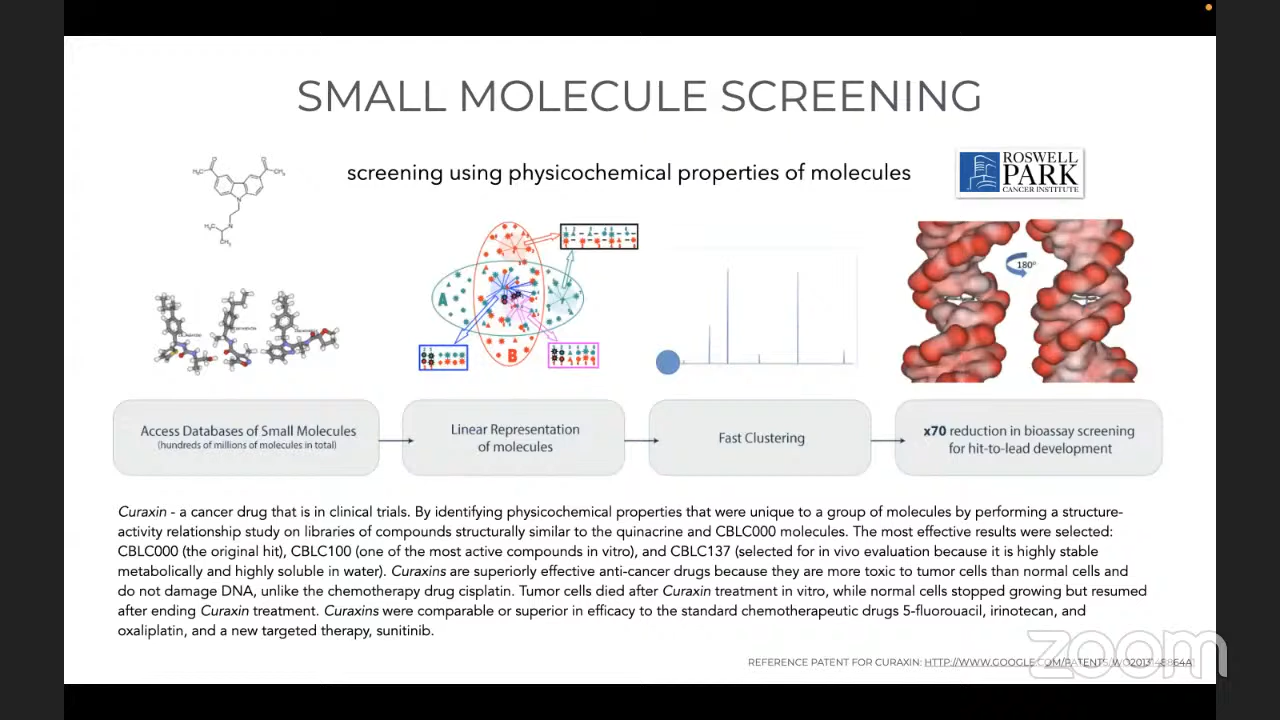 SMALL MOLECULE SCREENING
screening using physicochemical properties of molecules
ROSWELL
PARK
CANCER INSTITUTE
A
B
180°
Access Databases of Small Molecules
(hundreds of millions of molecules in total)
Linear Representation
of molecules
Fast Clustering
x70 reduction in bioassay screening
for hit-to-lead development
Curaxin - a cancer drug that is in clinical trials. By identifying physicochemical properties that were unique to a group of molecules by performing a structure-
activity relationship study on libraries of compounds structurally similar to the quinacrine and CBLC000 molecules. The most effective results were selected:
CBLC000 (the original hit), CBLC100 (one of the most active compounds in vitro), and CBLC137 (selected for in vivo evaluation because it is highly stable
metabolically and highly soluble in water). Curaxins are superiorly effective anti-cancer drugs because they are more toxic to tumor cells than normal cells and
do not damage DNA, unlike the chemotherapy drug cisplatin. Tumor cells died after Curaxin treatment in vitro, while normal cells stopped growing but resumed
after ending Curaxin treatment. Curaxins were comparable or superior in efficacy to the standard chemotherapeutic drugs 5-fluorouacil, irinotecan, and
oxaliplatin, and a new targeted therapy, sunitinib.
REFERENCE PATENT FOR CURAXIN:
zoom